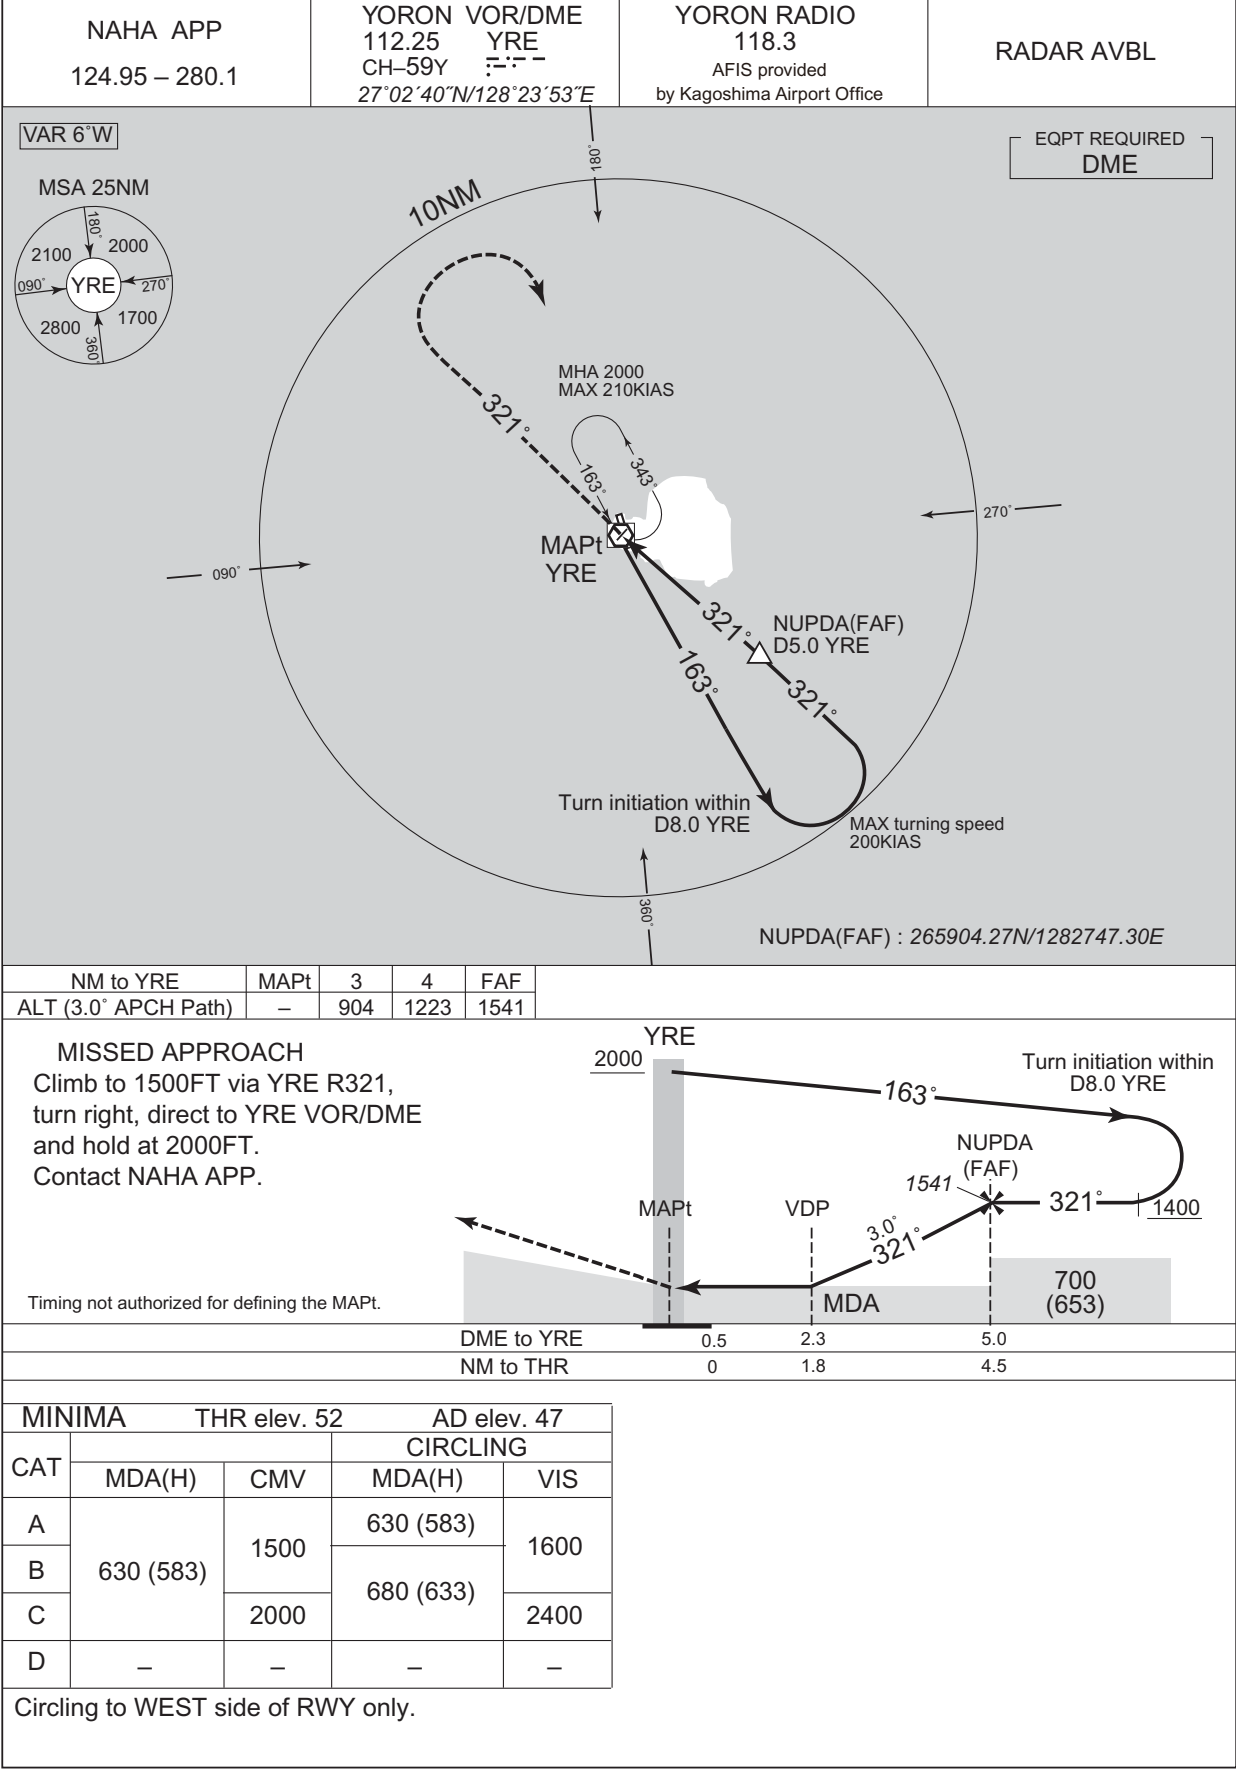 NAHA APP
124.95 – 280.1
YORON VOR/DME
112.25 YRE
CH–59Y
27°02´40˝N/128°23´53˝E
YORON RADIO
118.3
AFIS provided
by Kagoshima Airport Office
RADAR AVBL
VAR 6°W
EQPT REQUIRED
DME
MSA 25NM
180°
2100
2000
090°
YRE
270°
2800
1700
360°
180°
10NM
MHA 2000
MAX 210KIAS
321°
163°
343°
270°
090°
MAPt
YRE
321°
NUPDA(FAF)
D5.0 YRE
163°
321°
Turn initiation within
D8.0 YRE
MAX turning speed
200KIAS
360°
NUPDA(FAF) : 265904.27N/1282747.30E
NM to YRE MAPt 3 4 FAF
ALT (3.0° APCH Path) – 904 1223 1541
MISSED APPROACH
Climb to 1500FT via YRE R321,
turn right, direct to YRE VOR/DME
and hold at 2000FT.
Contact NAHA APP.
YRE
2000
163°
Turn initiation within
D8.0 YRE
NUPDA
(FAF)
1541
321°
1400
MAPt
VDP
3.0°
321°
MDA
700
(653)
Timing not authorized for defining the MAPt.
DME to YRE 0.5 2.3 5.0
NM to THR 0 1.8 4.5
MINIMA THR elev. 52 AD elev. 47
CIRCLING
CAT MDA(H) CMV MDA(H) VIS
A 630 (583)
1500 1600
B 630 (583)
680 (633)
C 2000 2400
D – – – –
Circling to WEST side of RWY only.